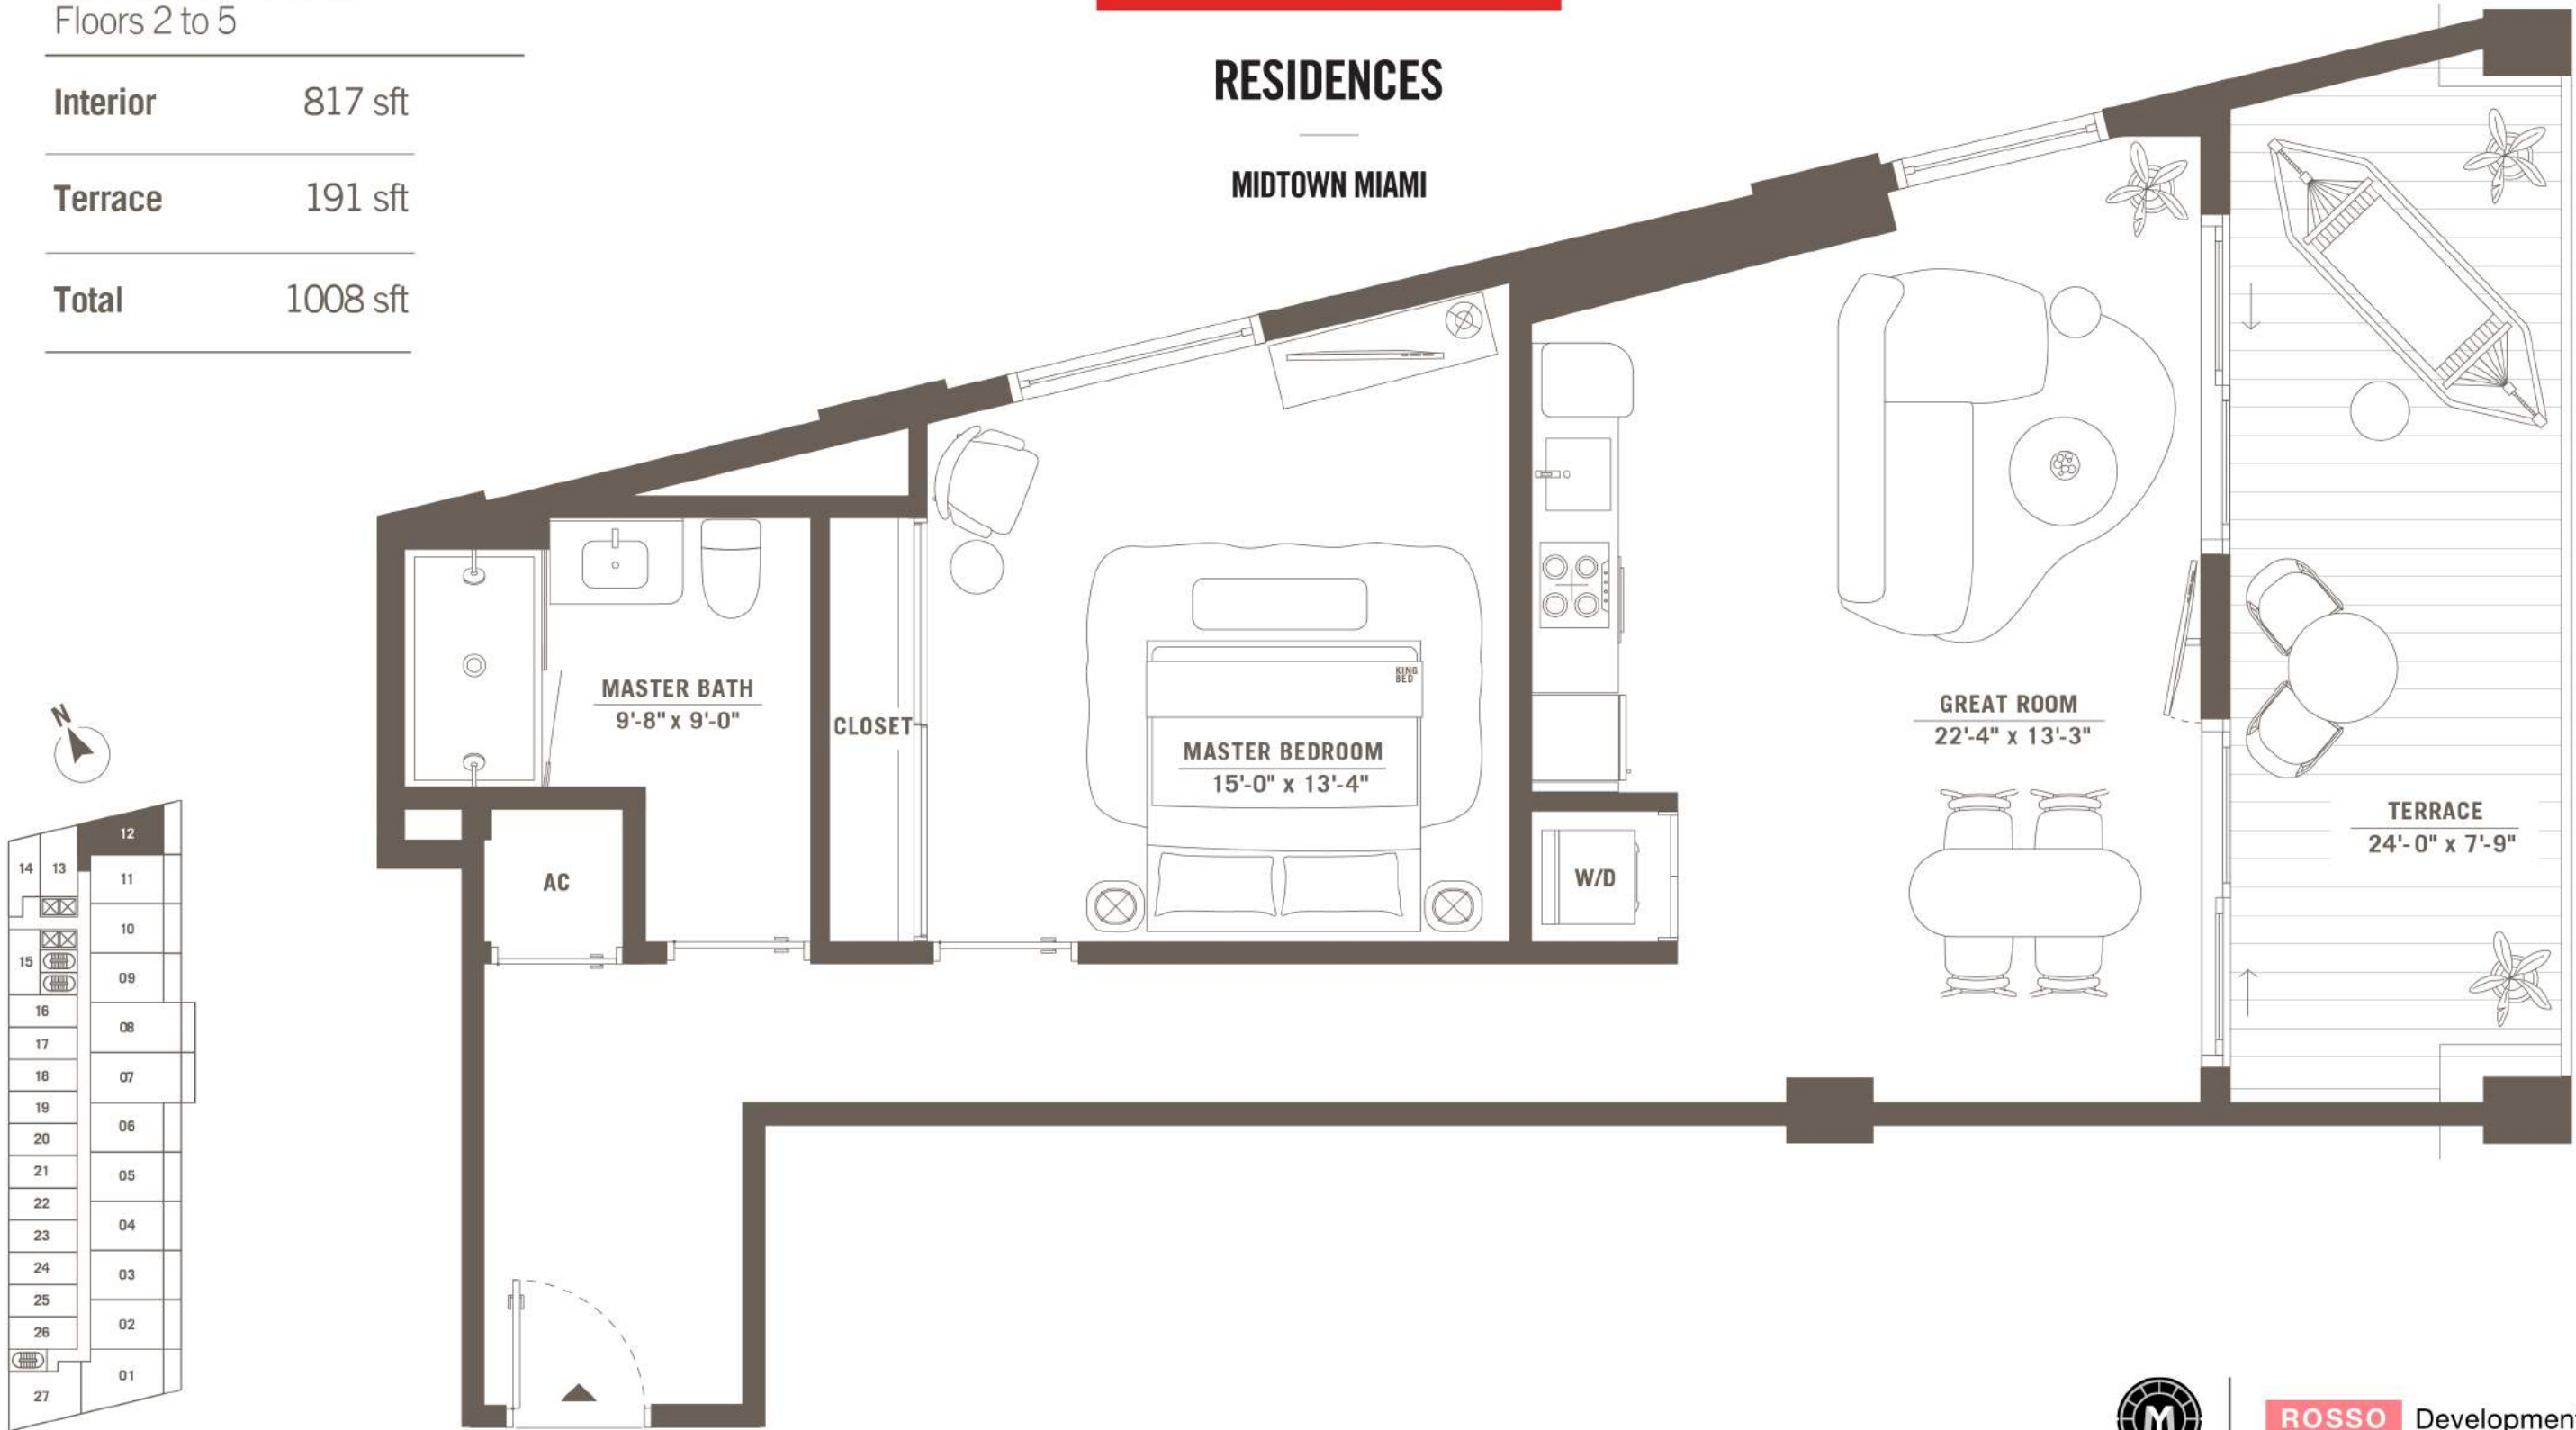 Floors 2 to 5
Interior 817 sft
Terrace 191 sft
Total 1008 sft
RESIDENCES
MIDTOWN MIAMI
MASTER BATH
9'-8" x 9'-0"
CLOSET
KING
BED
MASTER BEDROOM
15'-0" x 13'-4"
GREAT ROOM
22'-4" x 13'-3"
TERRACE
24'-0" x 7'-9"
AC
W/D
N
12
14 13
11
10
15
09
16
08
17
18
07
19
06
20
21
05
22
04
23
24
03
25
26
02
01
27
M
ROSSO Development